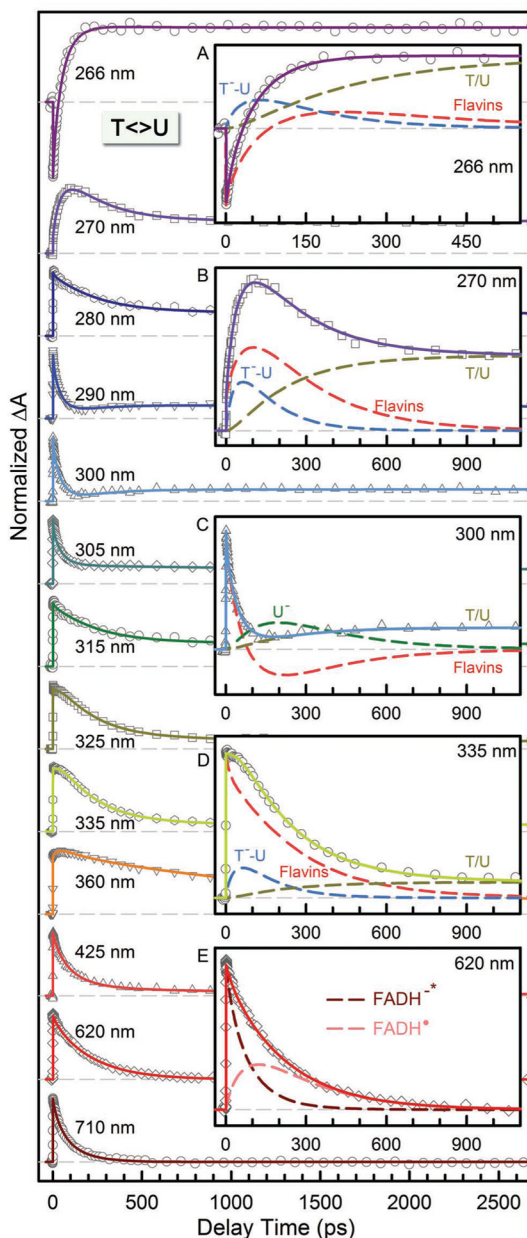 266 nm
T<>U
270 nm
280 nm
290 nm
300 nm
305 nm
315 nm
325 nm
335 nm
360 nm
425 nm
620 nm
710 nm
Normalized ΔA
0 500 1000 1500 2000 2500
Delay Time (ps)
A
T⁻-U
T/U
Flavins
266 nm
0 150 300 450
B
270 nm
T⁻-U
T/U
Flavins
0 300 600 900
C
300 nm
U⁻
T/U
Flavins
0 300 600 900
D
335 nm
T⁻-U
Flavins
T/U
0 300 600 900
E
620 nm
FADH⁻*
FADH•
0 300 600 900